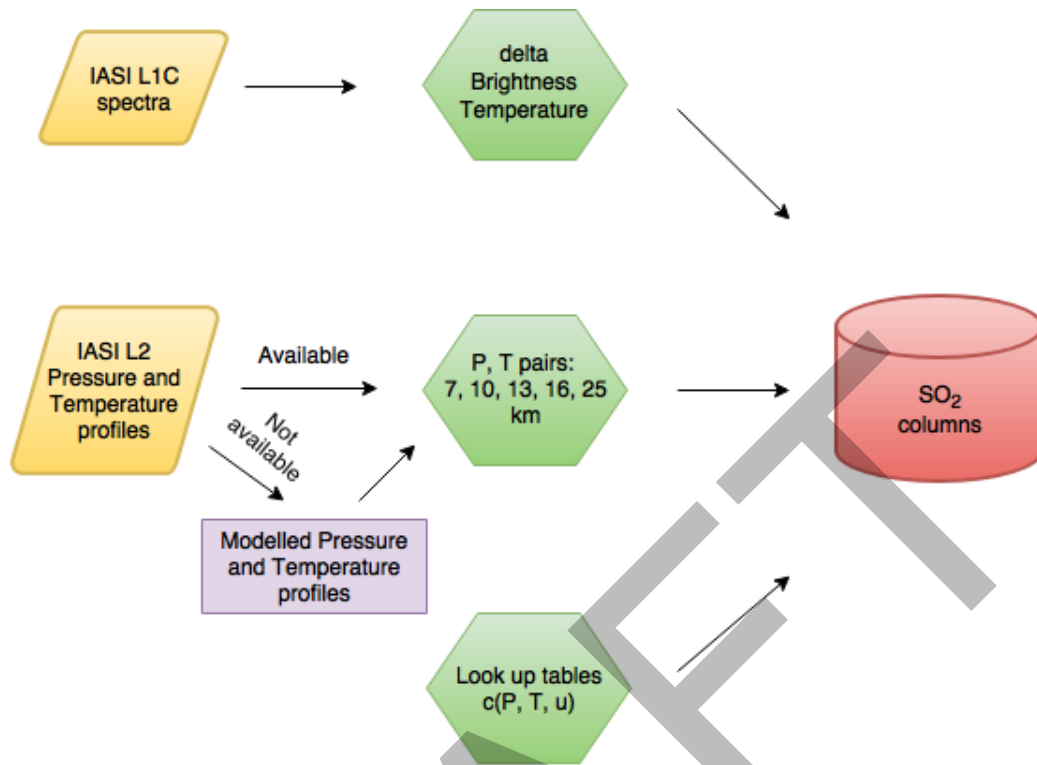 IASI L1C
spectra
delta
Brightness
Temperature
IASI L2
Pressure and
Temperature
profiles
Available
Not
available
P, T pairs:
7, 10, 13, 16, 25
km
SO₂
columns
Modelled Pressure
and Temperature
profiles
Look up tables
c(P, T, u)